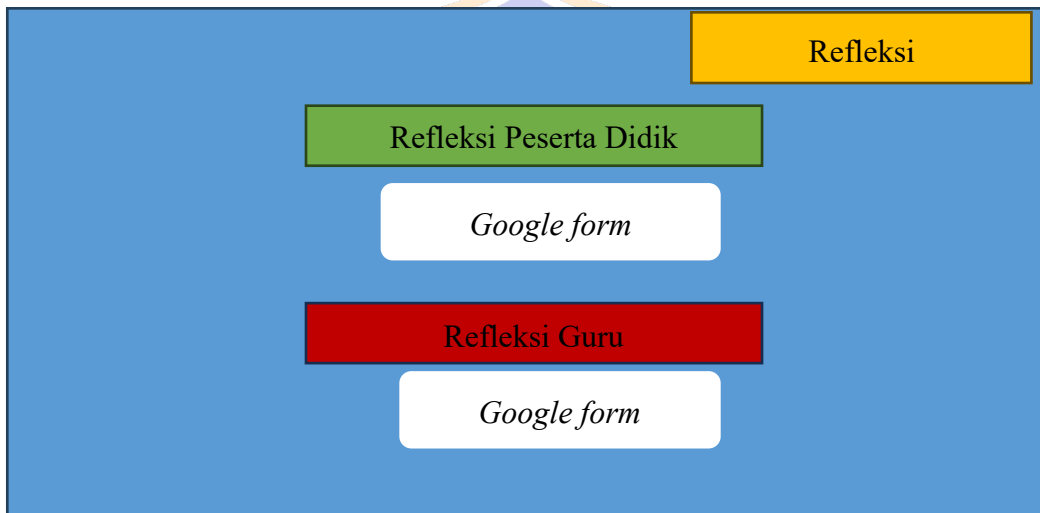 Refleksi
Refleksi Peserta Didik
Google form
Refleksi Guru
Google form